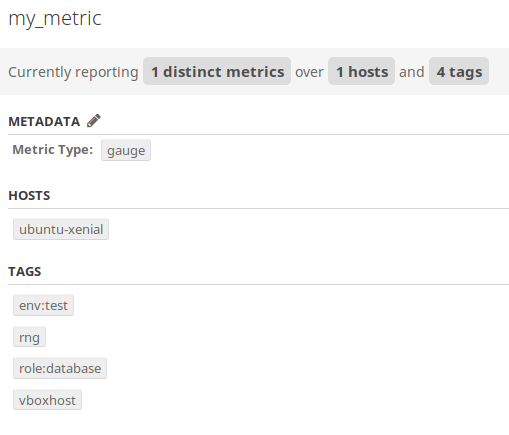 my_metric
Currently reporting 1 distinct metrics over 1 hosts and 4 tags
METADATA
Metric Type: gauge
HOSTS
ubuntu-xenial
TAGS
env:test
rng
role:database
vboxhost